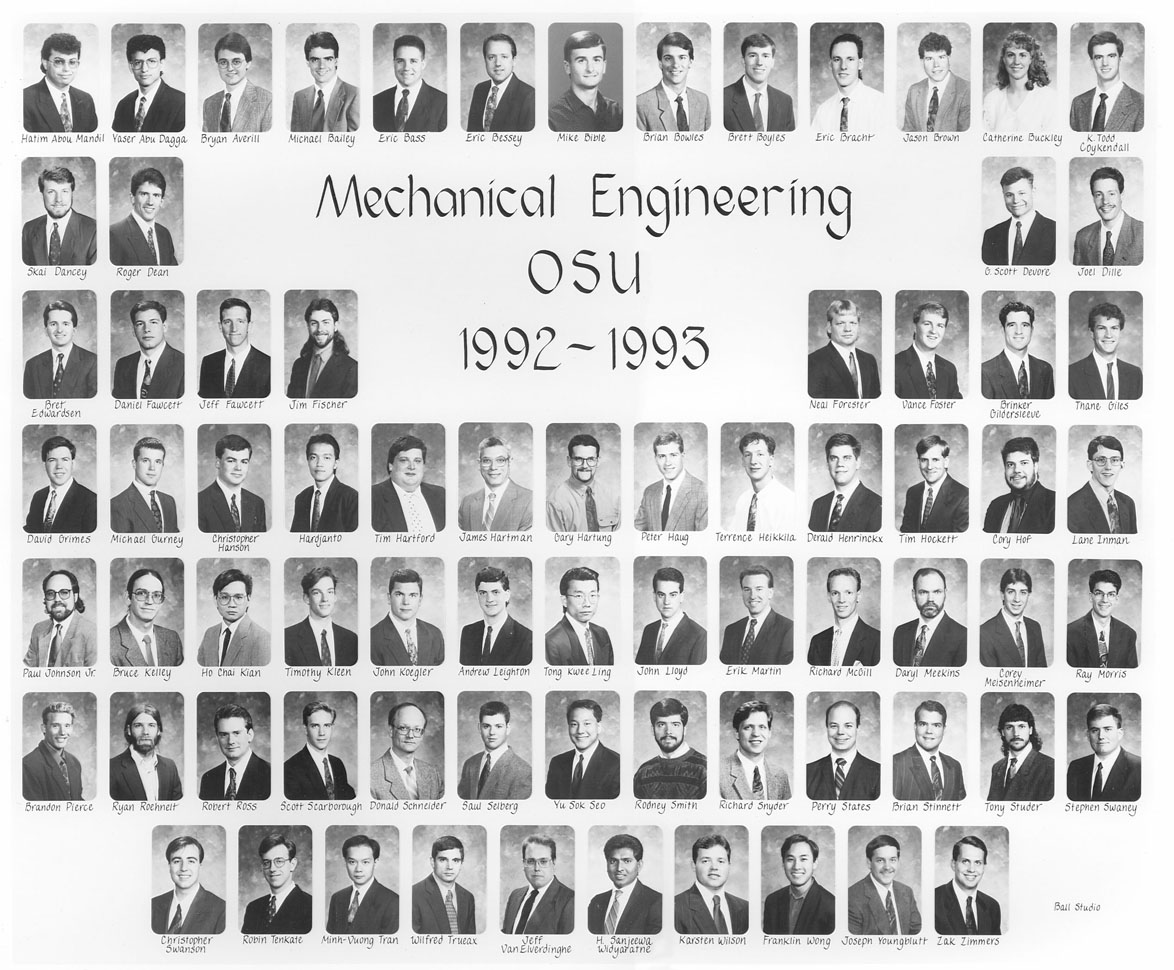 Hatim Abou Mandil Yaser Abu Dagga Bryan Averill Michael Bailey Eric Bass Eric Bessey Mike Bible Brian Bowles Brett Boyles Eric Bracht Jason Brown Catherine Buckley K. Todd
Coykendall
Mechanical Engineering
Skai Dancey Roger Dean G. Scott Devore Joel Dille
OSU
1992-1993
Bret
Edwardsen Daniel Fawcett Jeff Fawcett Jim Fischer Neal Forester Vance Foster Brinker
Gildersleeve Thane Giles
David Grimes Michael Gurney Christopher
Hanson Hardjanto Tim Hartford James Hartman Gary Hartung Peter Haug Terrence Heikkila Derald Henrinckx Tim Hockett Cory Hof Lane Inman
Paul Johnson Jr. Bruce Kelley Ho Chai Kian Timothy Kleen John Koegler Andrew Leighton Tong Kwee Ling John Lloyd Erik Martin Richard McGill Daryl Meekins Corey
Meisenheimer Ray Morris
Brandon Pierce Ryan Roehnelt Robert Ross Scott Scarborough Donald Schneider Saul Selberg Yu Sok Seo Rodney Smith Richard Snyder Perry States Brian Stinnett Tony Studer Stephen Swaney
Christopher
Swanson Robin Tenkate Minh-Vuong Tran Wilfred Trueax Jeff
VanElverdinghe H. Sanjeewa
Widyaratne Karsten Wilson Franklin Wong Joseph Youngblutt Zak Zimmers
Ball Studio